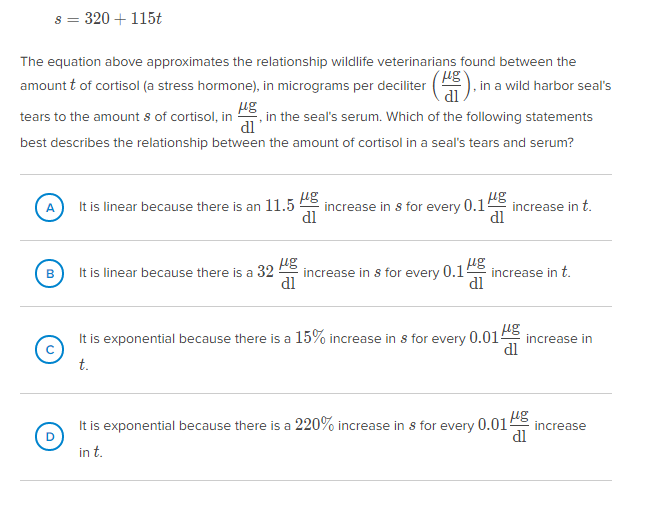 s = 320 + 115t
The equation above approximates the relationship wildlife veterinarians found between the
amount t of cortisol (a stress hormone), in micrograms per deciliter (μg/dl), in a wild harbor seal's
tears to the amount s of cortisol, in μg/dl, in the seal's serum. Which of the following statements
best describes the relationship between the amount of cortisol in a seal's tears and serum?
A It is linear because there is an 11.5 μg/dl increase in s for every 0.1 μg/dl increase in t.
B It is linear because there is a 32 μg/dl increase in s for every 0.1 μg/dl increase in t.
C It is exponential because there is a 15% increase in s for every 0.01 μg/dl increase in
t.
D It is exponential because there is a 220% increase in s for every 0.01 μg/dl increase
in t.